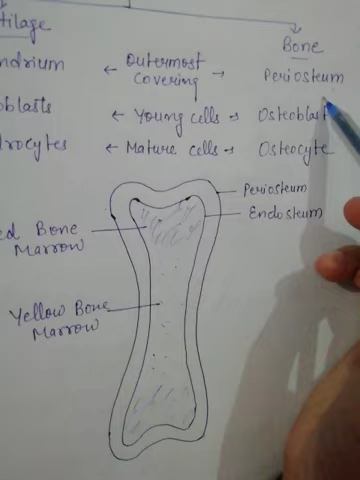 tilage
Bone
ndrium ← Outermost covering → Periosteum
oblasts ← Young cells → Osteoblast
rocytes ← Mature cells → Osteocyte
Periosteum
Endosteum
ed Bone
Marrow
Yellow Bone
Marrow